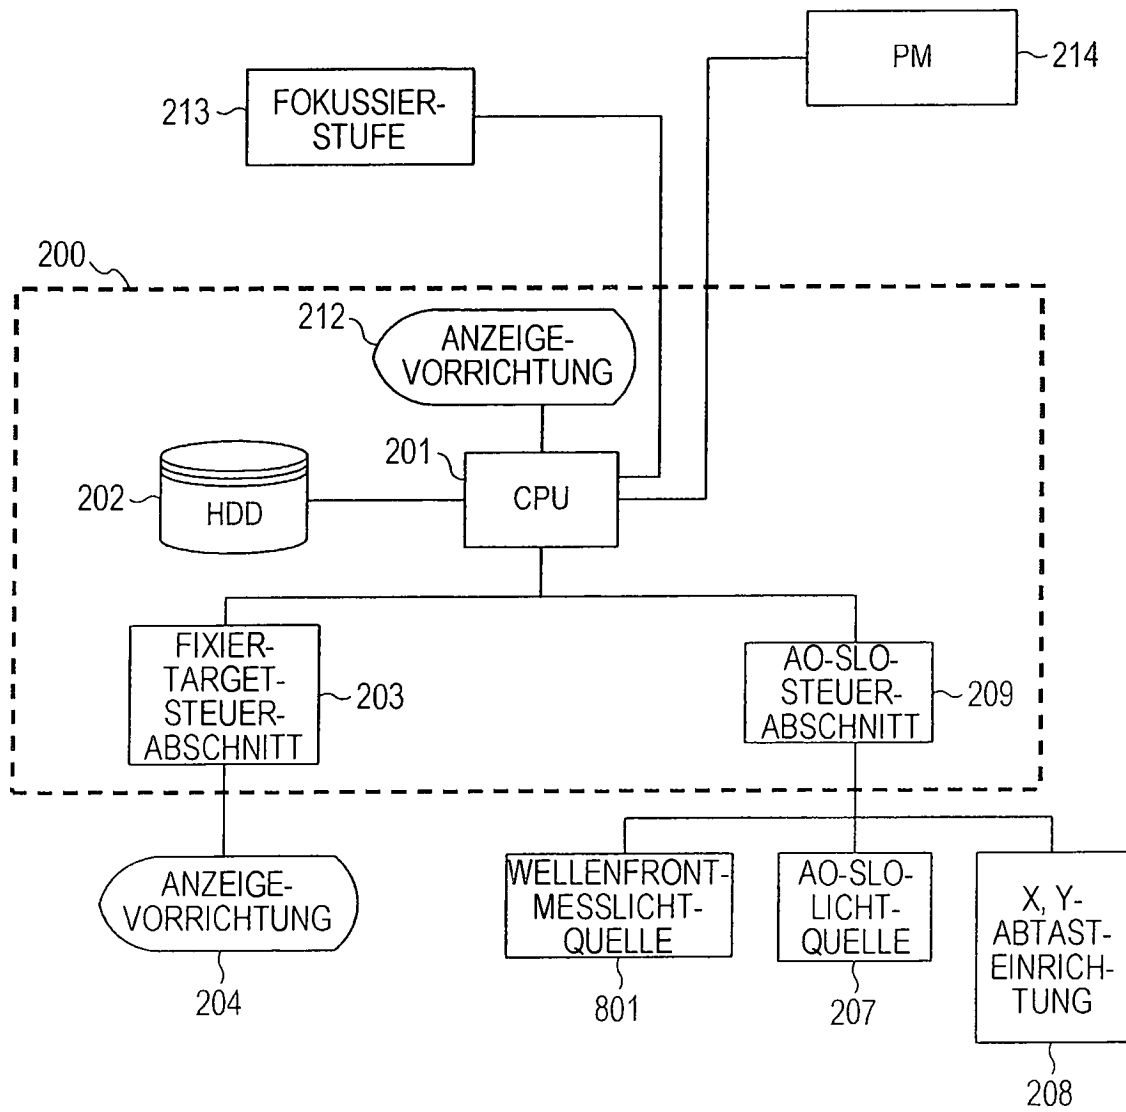 PM
214
213
FOKUSSIER-
STUFE
200
212
ANZEIGE-
VORRICHTUNG
201
CPU
202
HDD
FIXIER-
TARGET-
STEUER-
ABSCHNITT
203
AO-SLO-
STEUER-
ABSCHNITT
209
ANZEIGE-
VORRICHTUNG
204
WELLENFRONT-
MESSLICHT-
QUELLE
801
AO-SLO-
LICHT-
QUELLE
207
X, Y-
ABTAST-
EINRICH-
TUNG
208